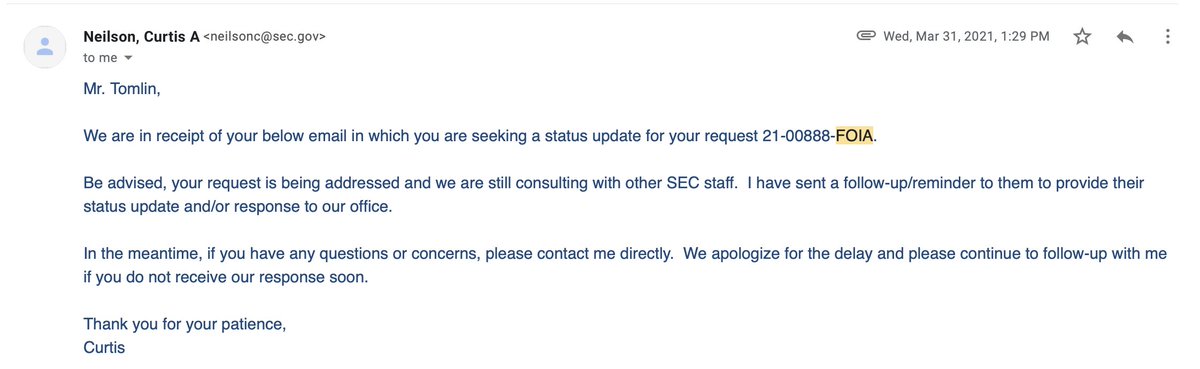 Neilson, Curtis A <neilsonc@sec.gov>
Wed, Mar 31, 2021, 1:29 PM
to me
Mr. Tomlin,
We are in receipt of your below email in which you are seeking a status update for your request 21-00888-FOIA.
Be advised, your request is being addressed and we are still consulting with other SEC staff.  I have sent a follow-up/reminder to them to provide their
status update and/or response to our office.
In the meantime, if you have any questions or concerns, please contact me directly.  We apologize for the delay and please continue to follow-up with me
if you do not receive our response soon.
Thank you for your patience,
Curtis